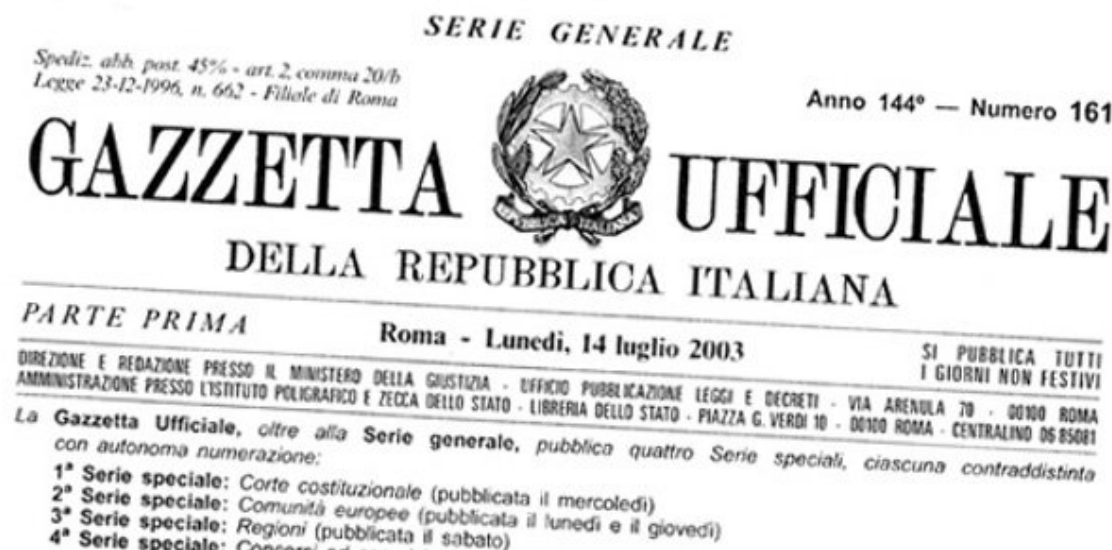 SERIE GENERALE
Spediz. abb. post. 45% - art. 2, comma 20/b
Legge 23-12-1996, n. 662 - Filiale di Roma
Anno 144° — Numero 161
GAZZETTA UFFICIALE
REPUBBLICA ITALIANA
DELLA REPUBBLICA ITALIANA
PARTE PRIMA
Roma - Lunedì, 14 luglio 2003
SI PUBBLICA TUTTI
I GIORNI NON FESTIVI
DIREZIONE E REDAZIONE PRESSO IL MINISTERO DELLA GIUSTIZIA - UFFICIO PUBBLICAZIONE LEGGI E DECRETI - VIA ARENULA 70 - 00100 ROMA
AMMINISTRAZIONE PRESSO L'ISTITUTO POLIGRAFICO E ZECCA DELLO STATO - LIBRERIA DELLO STATO - PIAZZA G. VERDI 10 - 00100 ROMA - CENTRALINO 06 85081
La Gazzetta Ufficiale, oltre alla Serie generale, pubblica quattro Serie speciali, ciascuna contraddistinta
con autonoma numerazione:
1ª Serie speciale: Corte costituzionale (pubblicata il mercoledì)
2ª Serie speciale: Comunità europee (pubblicata il lunedì e il giovedì)
3ª Serie speciale: Regioni (pubblicata il sabato)
4ª Serie speciale: